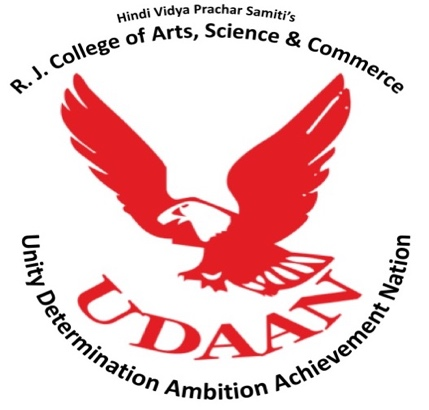 Hindi Vidya Prachar Samiti's
R. J. College of Arts, Science & Commerce
UDAAN
Unity Determination Ambition Achievement Nation